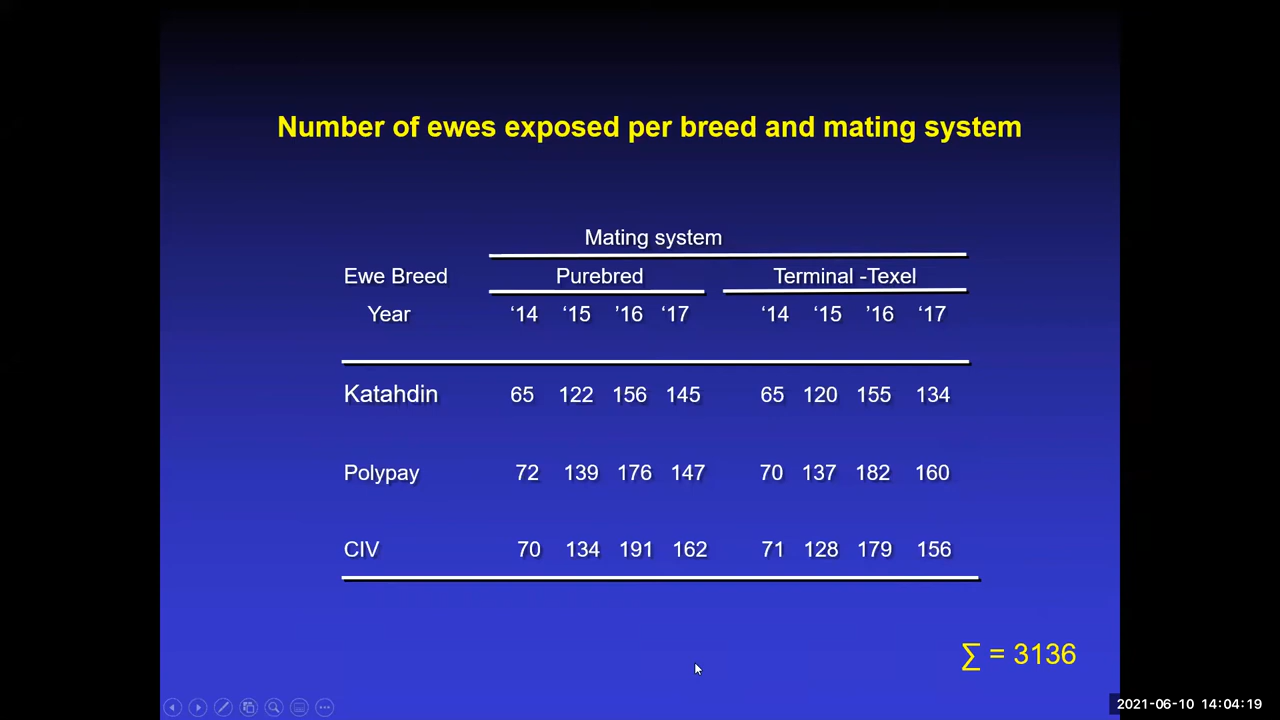 Number of ewes exposed per breed and mating system
Mating system
Ewe Breed Purebred Terminal -Texel
Year ‘14 ‘15 ’16 ‘17 ‘14 ‘15 ’16 ‘17
Katahdin 65 122 156 145 65 120 155 134
Polypay 72 139 176 147 70 137 182 160
CIV 70 134 191 162 71 128 179 156
∑ = 3136
2021-06-10 14:04:19